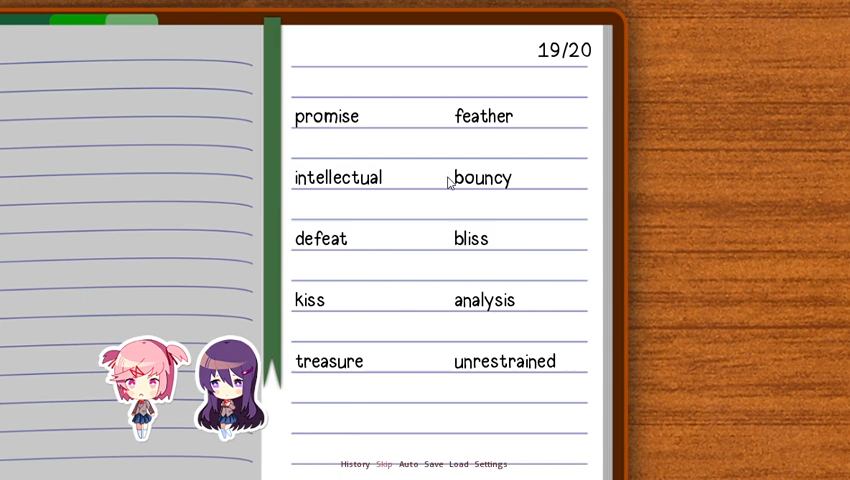 19/20
promise feather
intellectual bouncy
defeat bliss
kiss analysis
treasure unrestrained
History Skip Auto Save Load Settings